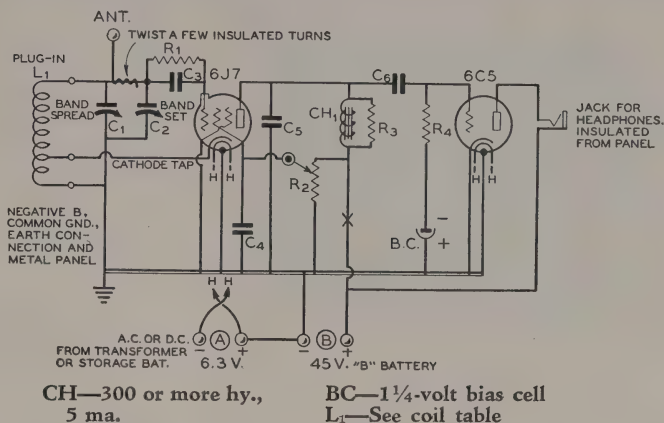 ANT.
TWIST A FEW INSULATED TURNS
PLUG-IN
L1
R1
C3
6J7
C6
6C5
BAND
SPREAD
C1
C2
BAND
SET
C5
CH1
R3
R4
JACK FOR
HEADPHONES.
INSULATED
FROM PANEL
H H
CATHODE TAP
R2
H H
NEGATIVE B,
COMMON GND.,
EARTH CON-
NECTION AND
METAL PANEL
C4
B.C.
-
+
H H
A.C. OR D.C.
FROM TRANSFORMER
OR STORAGE BAT.
- A +
6.3 V.
- B +
45 V. "B" BATTERY
CH—300 or more hy.,
5 ma.
BC—1¼-volt bias cell
L1—See coil table